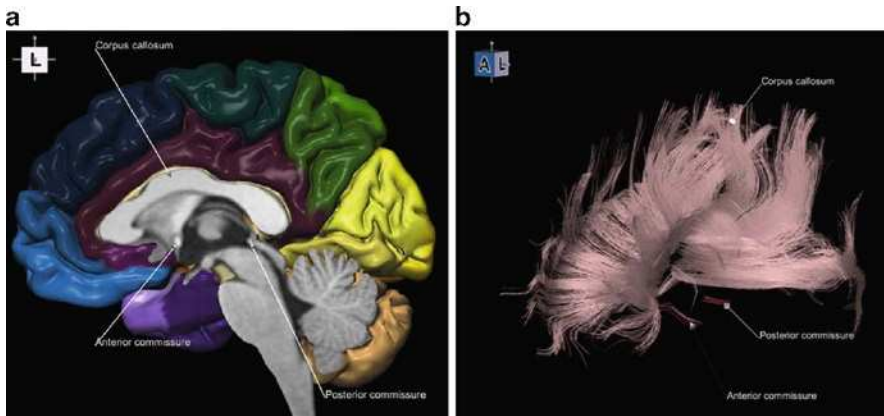 a
L
Corpus callosum
Anterior commissure
Posterior commissure
b
A L
Corpus callosum
Posterior commissure
Anterior commissure